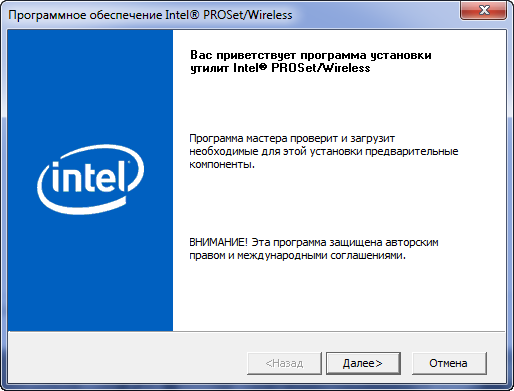 Программное обеспечение Intel® PROSet/Wireless
Вас приветствует программа установки
утилит Intel® PROSet/Wireless
Программа мастера проверит и загрузит
необходимые для этой установки предварительные
компоненты.
intel
ВНИМАНИЕ! Эта программа защищена авторским
правом и международными соглашениями.
<Назад
Далее>
Отмена